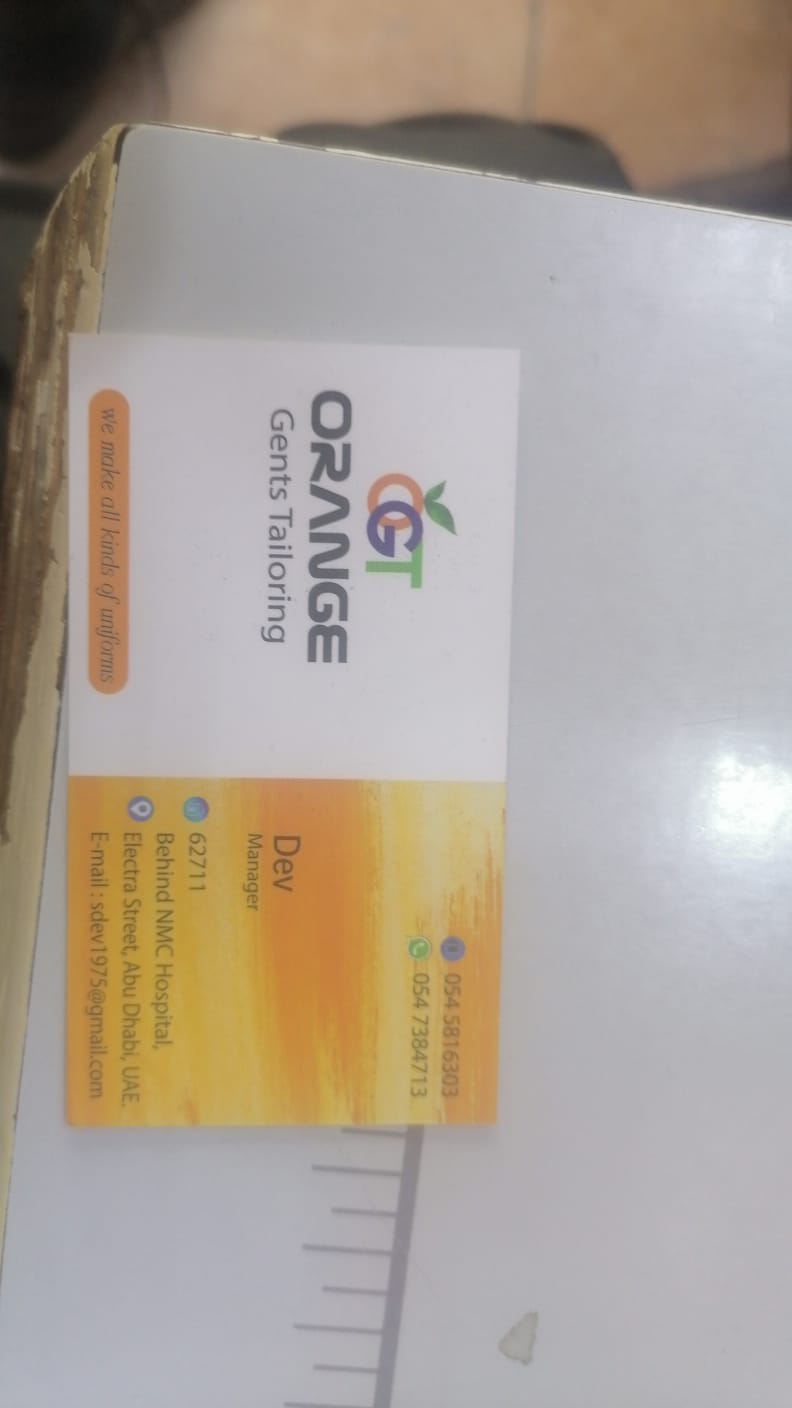 OGT
ORANGE
Gents Tailoring
we make all kinds of uniforms
054 5816303
054 7384713
Dev
Manager
62711
Behind NMC Hospital,
Electra Street, Abu Dhabi, UAE.
E-mail : sdev1975@gmail.com